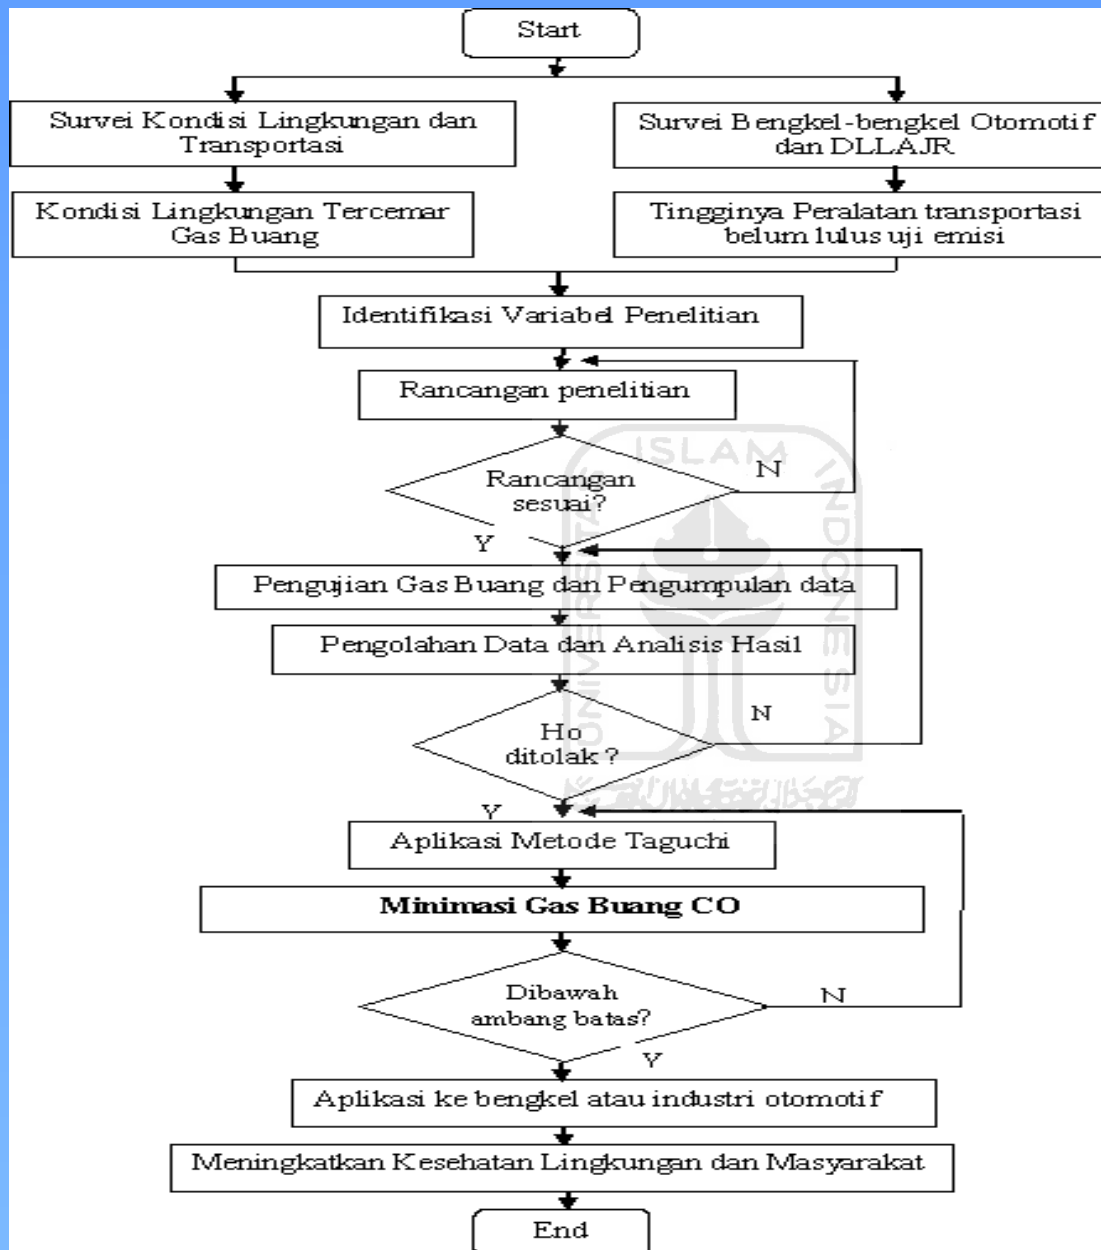 Start
Survei Kondisi Lingkungan dan
Transportasi
Survei Bengkel-bengkel Otomotif
dan DLLAJR
Kondisi Lingkungan Tercemar
Gas Buang
Tingginya Peralatan transportasi
belum lulus uji emisi
Identifikasi Variabel Penelitian
Rancangan penelitian
Rancangan
sesuai?
N
Y
Pengujian Gas Buang dan Pengumpulan data
Pengolahan Data dan Analisis Hasil
Ho
ditolak ?
N
Y
Aplikasi Metode Taguchi
Minimasi Gas Buang CO
Dibawah
ambang batas?
N
Y
Aplikasi ke bengkel atau industri otomotif
Meningkatkan Kesehatan Lingkungan dan Masyarakat
End
UNIVERSITAS ISLAM INDONESIA